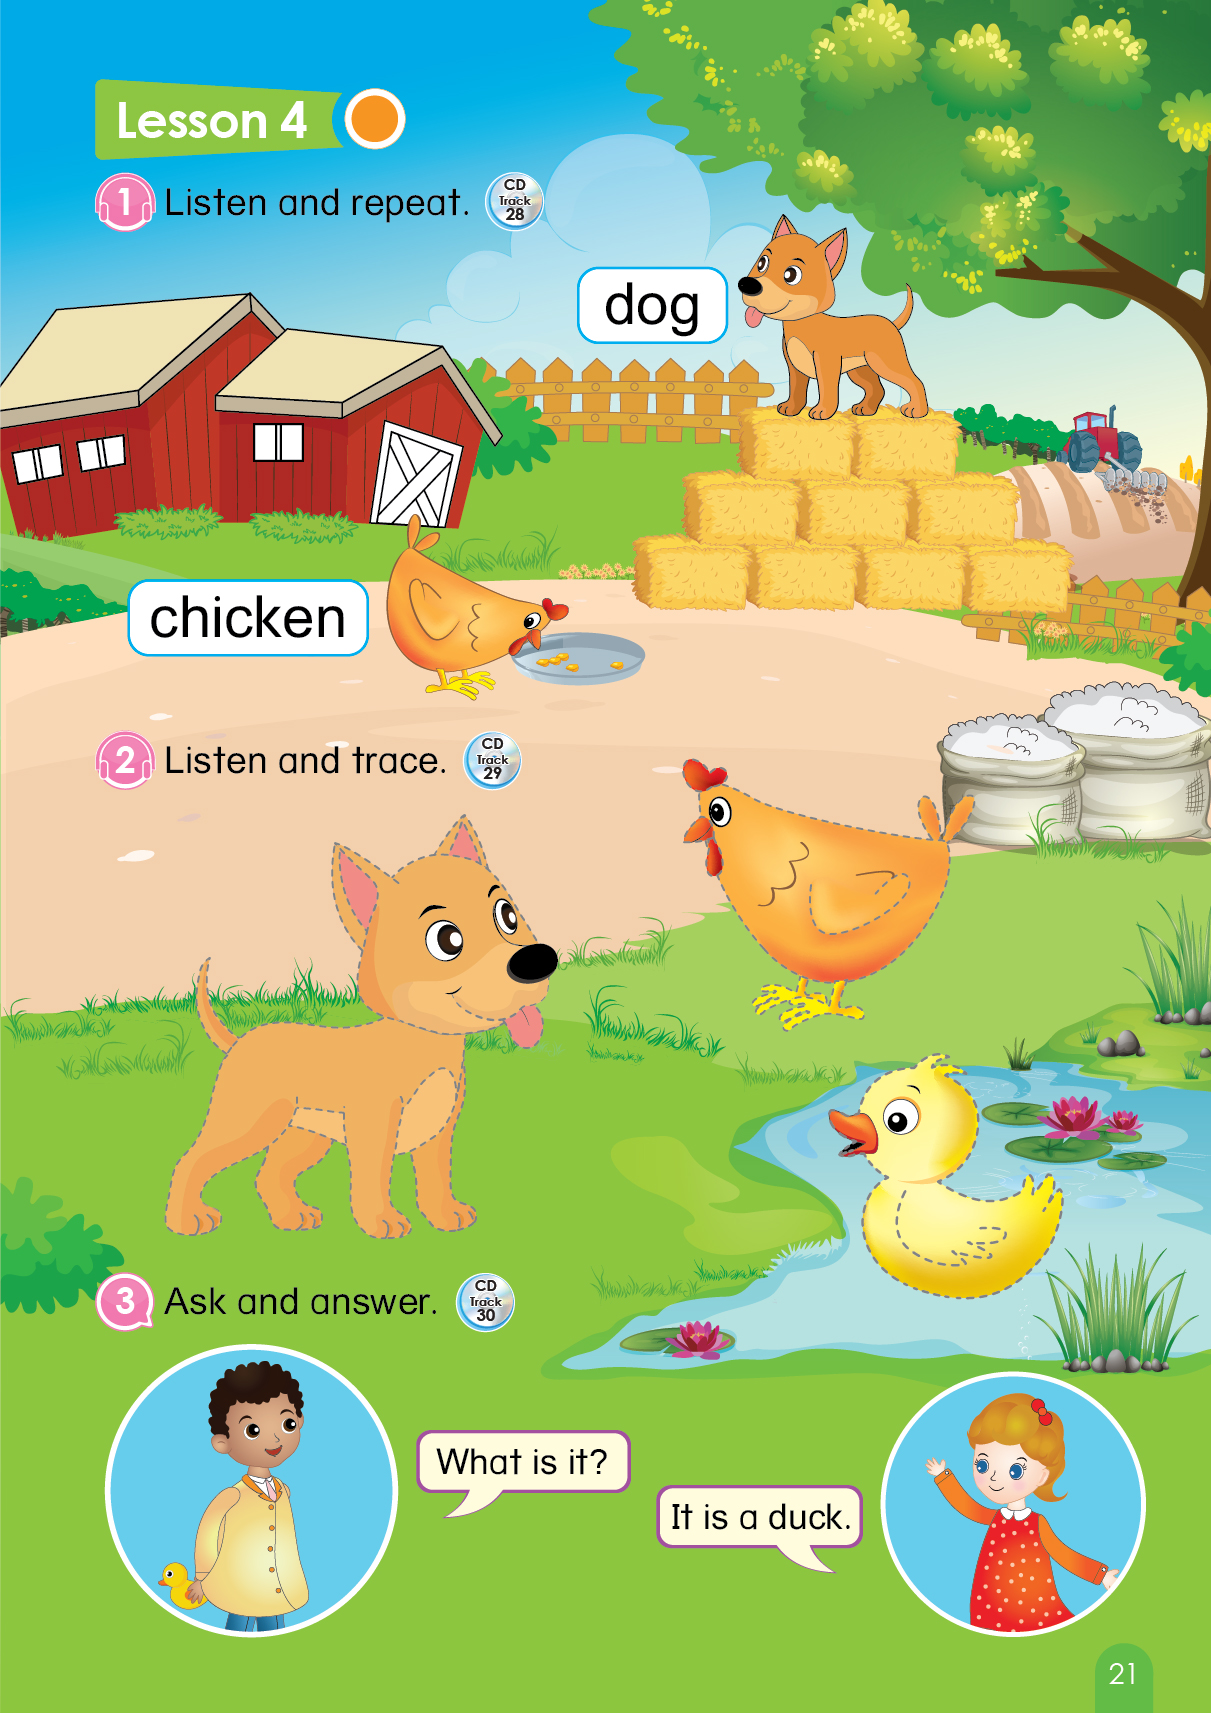 Lesson 4
1 Listen and repeat. CD Track 28
dog
chicken
2 Listen and trace. CD Track 29
3 Ask and answer. CD Track 30
What is it?
It is a duck.
21